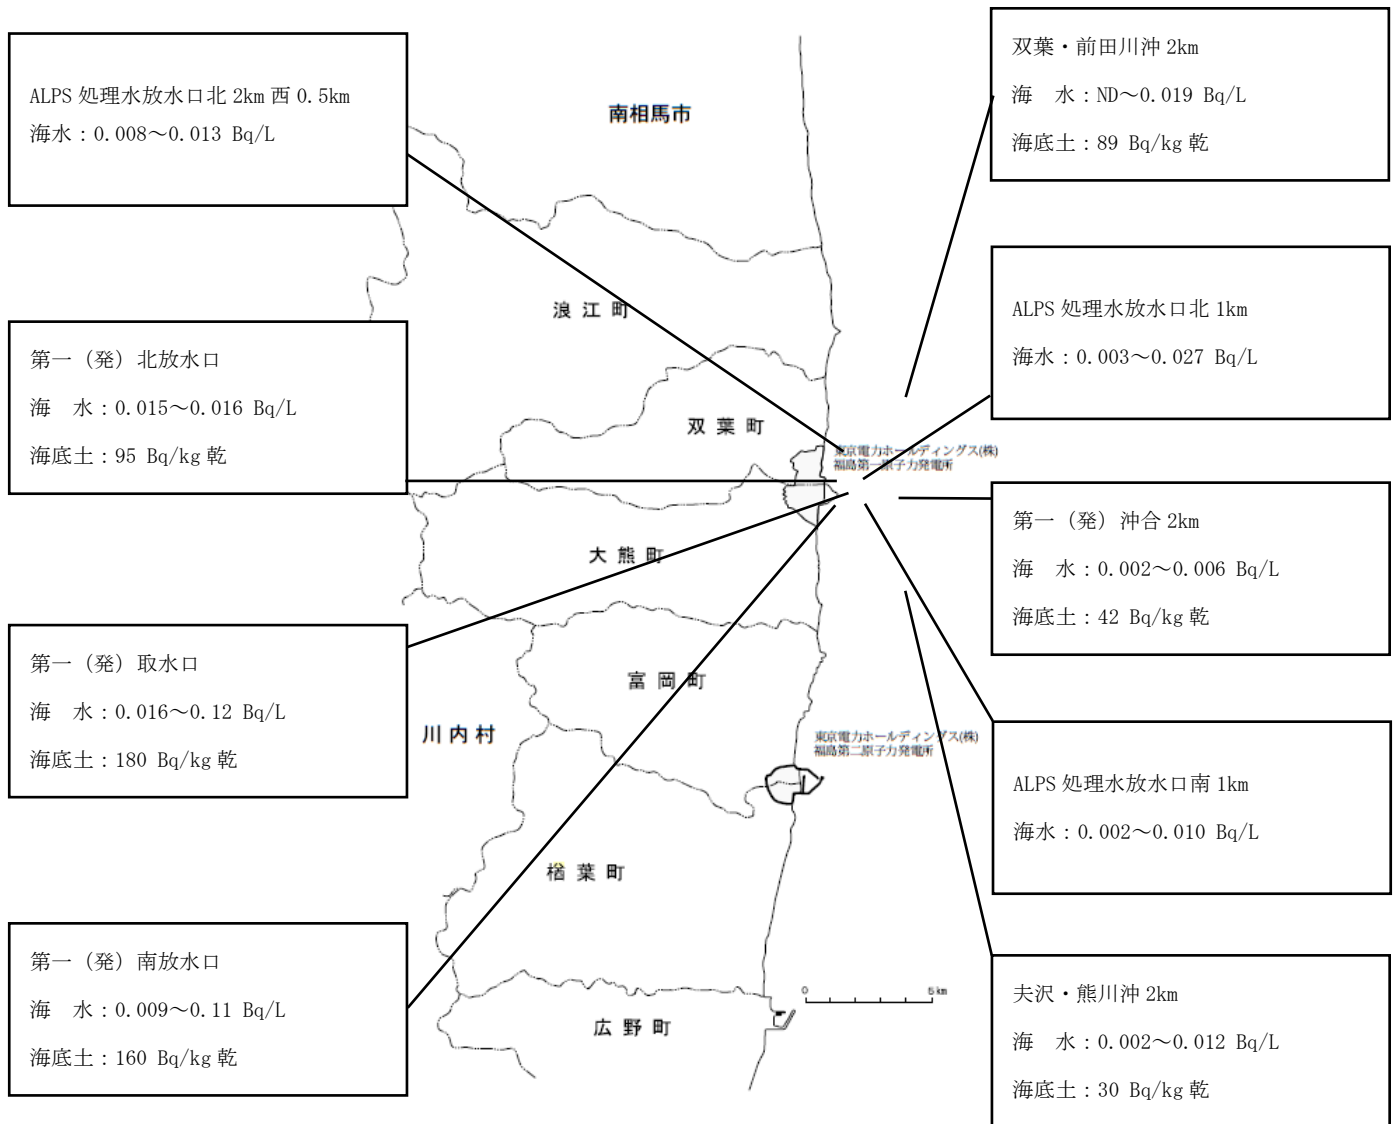 ALPS 処理水放水口北 2km 西 0.5km
海水：0.008～0.013 Bq/L
第一（発）北放水口
海　水：0.015～0.016 Bq/L
海底土：95 Bq/kg 乾
第一（発）取水口
海　水：0.016～0.12 Bq/L
海底土：180 Bq/kg 乾
第一（発）南放水口
海　水：0.009～0.11 Bq/L
海底土：160 Bq/kg 乾
南相馬市
浪江町
双葉町
東京電力ホールディングス(株)
福島第一原子力発電所
大熊町
富岡町
川内村
東京電力ホールディングス(株)
福島第二原子力発電所
楢葉町
広野町
0　5km
双葉・前田川沖 2km
海　水：ND～0.019 Bq/L
海底土：89 Bq/kg 乾
ALPS 処理水放水口北 1km
海水：0.003～0.027 Bq/L
第一（発）沖合 2km
海　水：0.002～0.006 Bq/L
海底土：42 Bq/kg 乾
ALPS 処理水放水口南 1km
海水：0.002～0.010 Bq/L
夫沢・熊川沖 2km
海　水：0.002～0.012 Bq/L
海底土：30 Bq/kg 乾